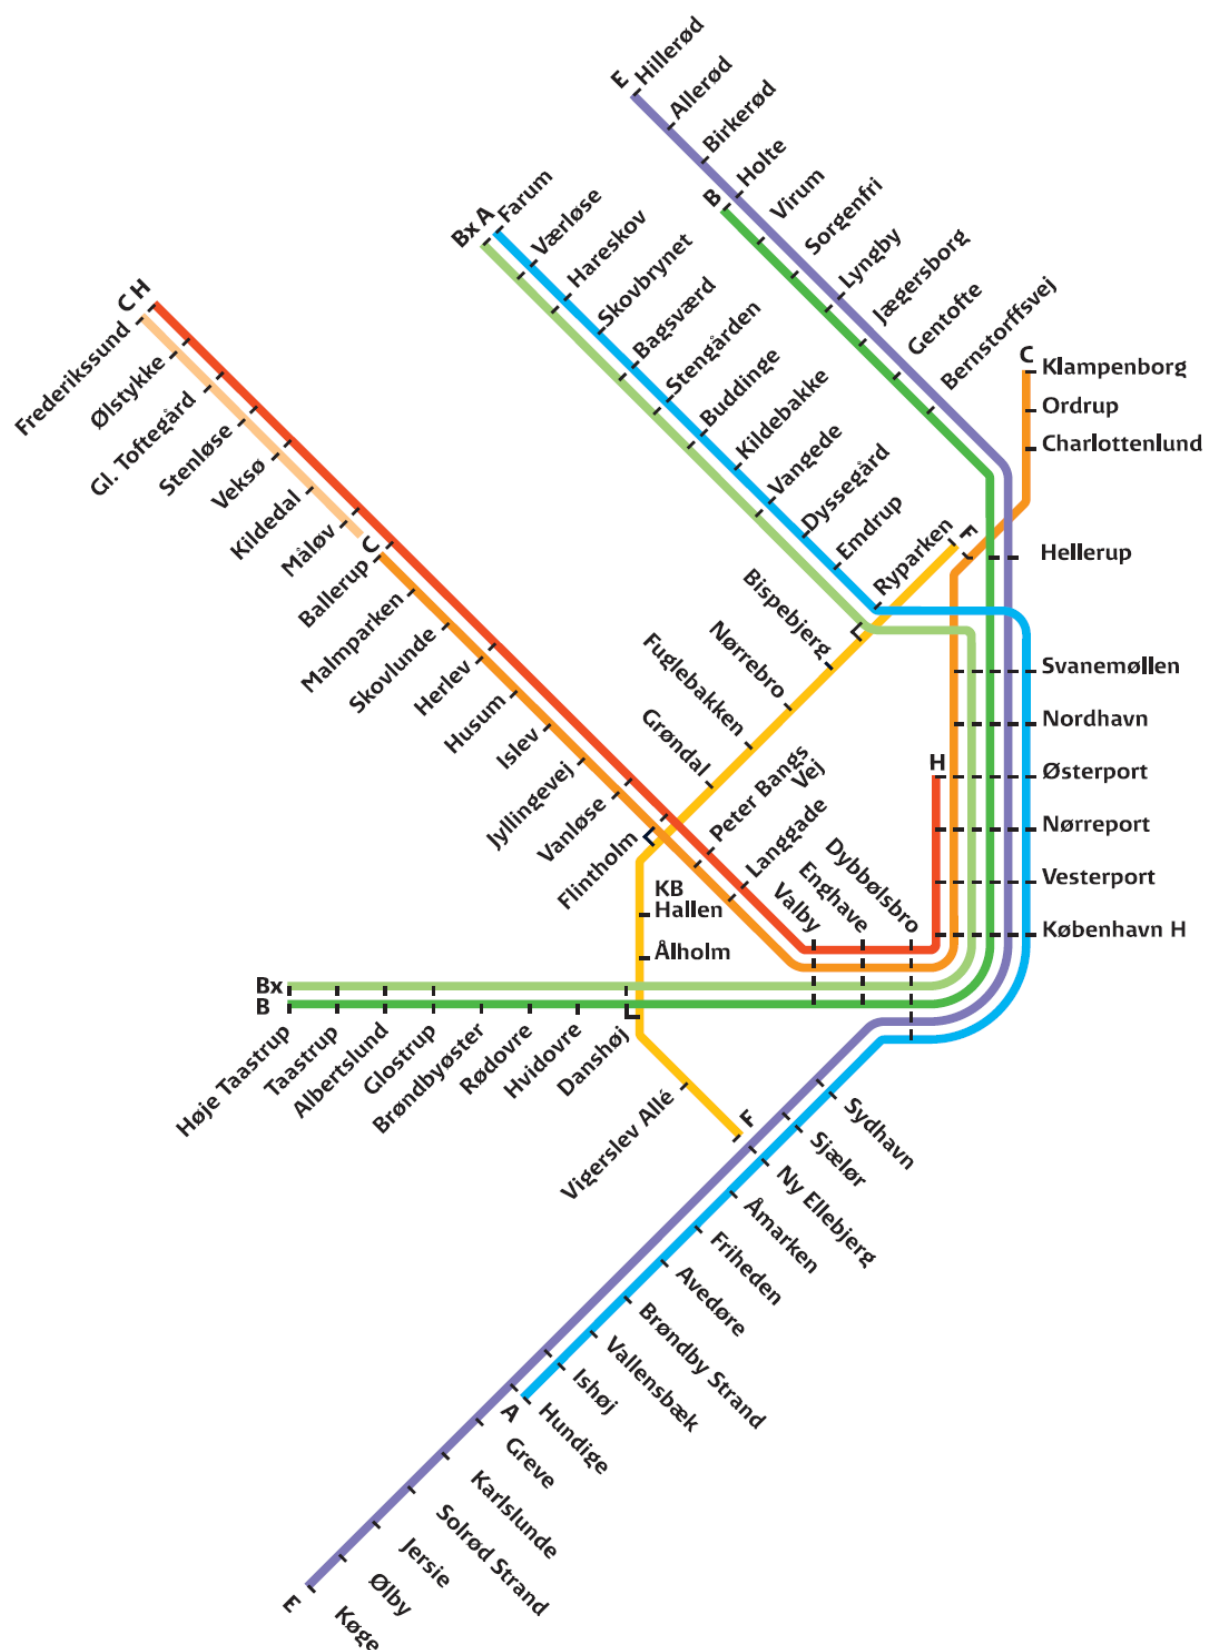 E
Hillerød
Allerød
Birkerød
Holte
B
Virum
Sorgenfri
Lyngby
Jægersborg
Gentofte
Bernstorffsvej
Bx A
Farum
Værløse
Hareskov
Skovbrynet
Bagsværd
Stengården
Buddinge
Kildebakke
Vangede
Dyssegård
Emdrup
Ryparken
F
C
Klampenborg
Ordrup
Charlottenlund
Hellerup
C H
Frederikssund
Ølstykke
Gl. Toftegård
Stenløse
Veksø
Kildedal
Måløv
C
Ballerup
Malmparken
Skovlunde
Herlev
Husum
Islev
Jyllingevej
Vanløse
Flintholm
Bispebjerg
Nørrebro
Fuglebakken
Grøndal
Peter Bangs
Vej
Langgade
Valby
Enghave
Dybbølsbro
H
Svanemøllen
Nordhavn
Østerport
Nørreport
Vesterport
København H
KB
Hallen
Ålholm
Bx
B
Høje Taastrup
Taastrup
Albertslund
Glostrup
Brøndbyøster
Rødovre
Hvidovre
Danshøj
Vigerslev Allé
F
Sydhavn
Sjælør
Ny Ellebjerg
Åmarken
Friheden
Avedøre
Brøndby Strand
Vallensbæk
Ishøj
A
Hundige
Greve
Karlslunde
Solrød Strand
Jersie
Ølby
E
Køge